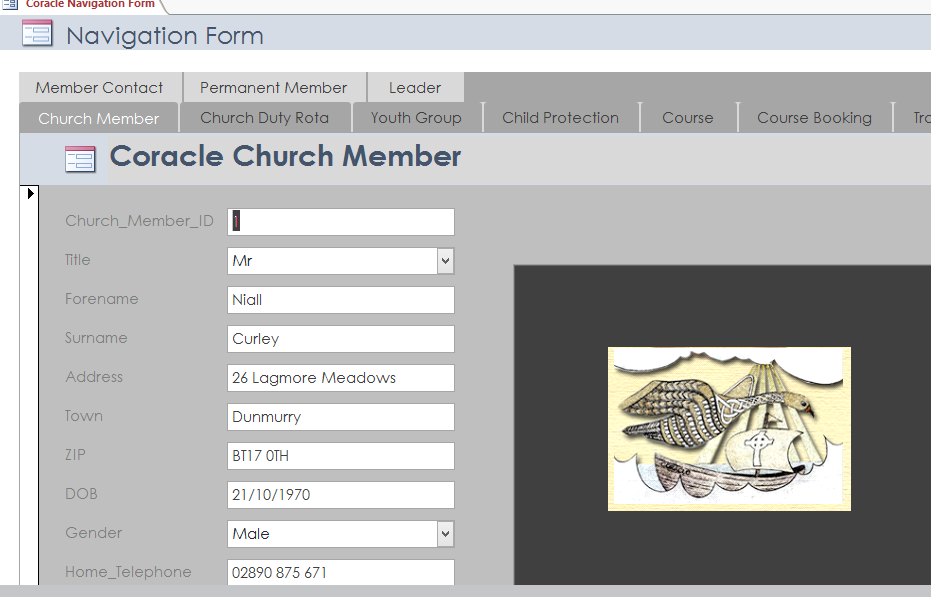 Coracle Navigation Form
Navigation Form
Member Contact Permanent Member Leader
Church Member Church Duty Rota Youth Group Child Protection Course Course Booking
Coracle Church Member
Church_Member_ID 1
Title Mr
Forename Niall
Surname Curley
Address 26 Lagmore Meadows
Town Dunmurry
ZIP BT17 0TH
DOB 21/10/1970
Gender Male
Home_Telephone 02890 875 671